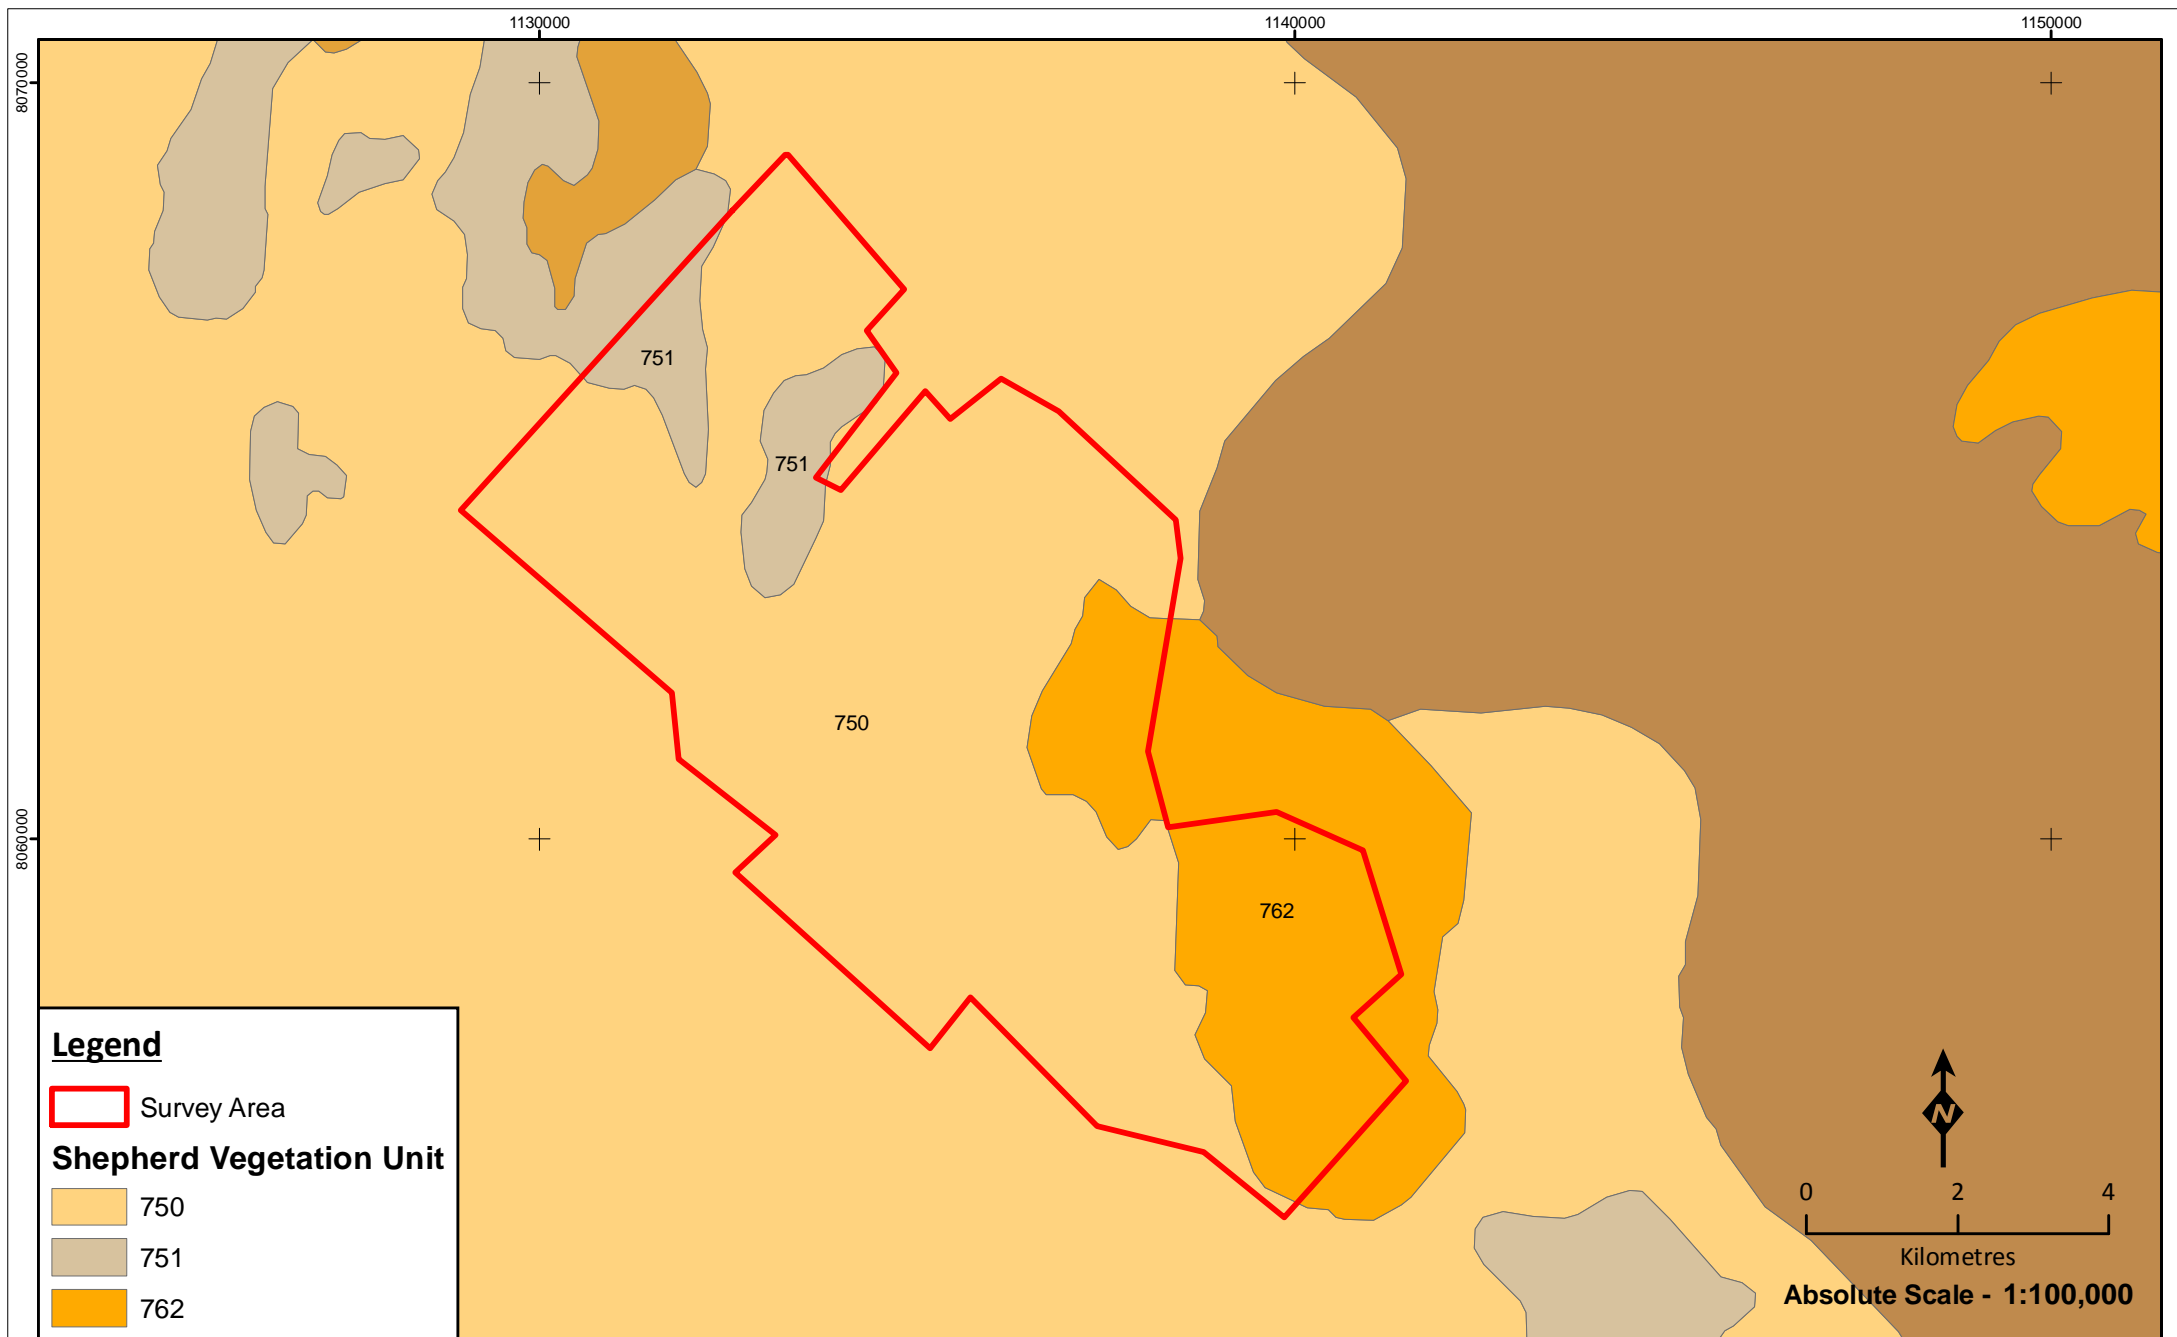 1130000
1140000
1150000
8070000
8060000
751
751
750
762
Legend
Survey Area
Shepherd Vegetation Unit
750
751
762
N
0 2 4
Kilometres
Absolute Scale - 1:100,000